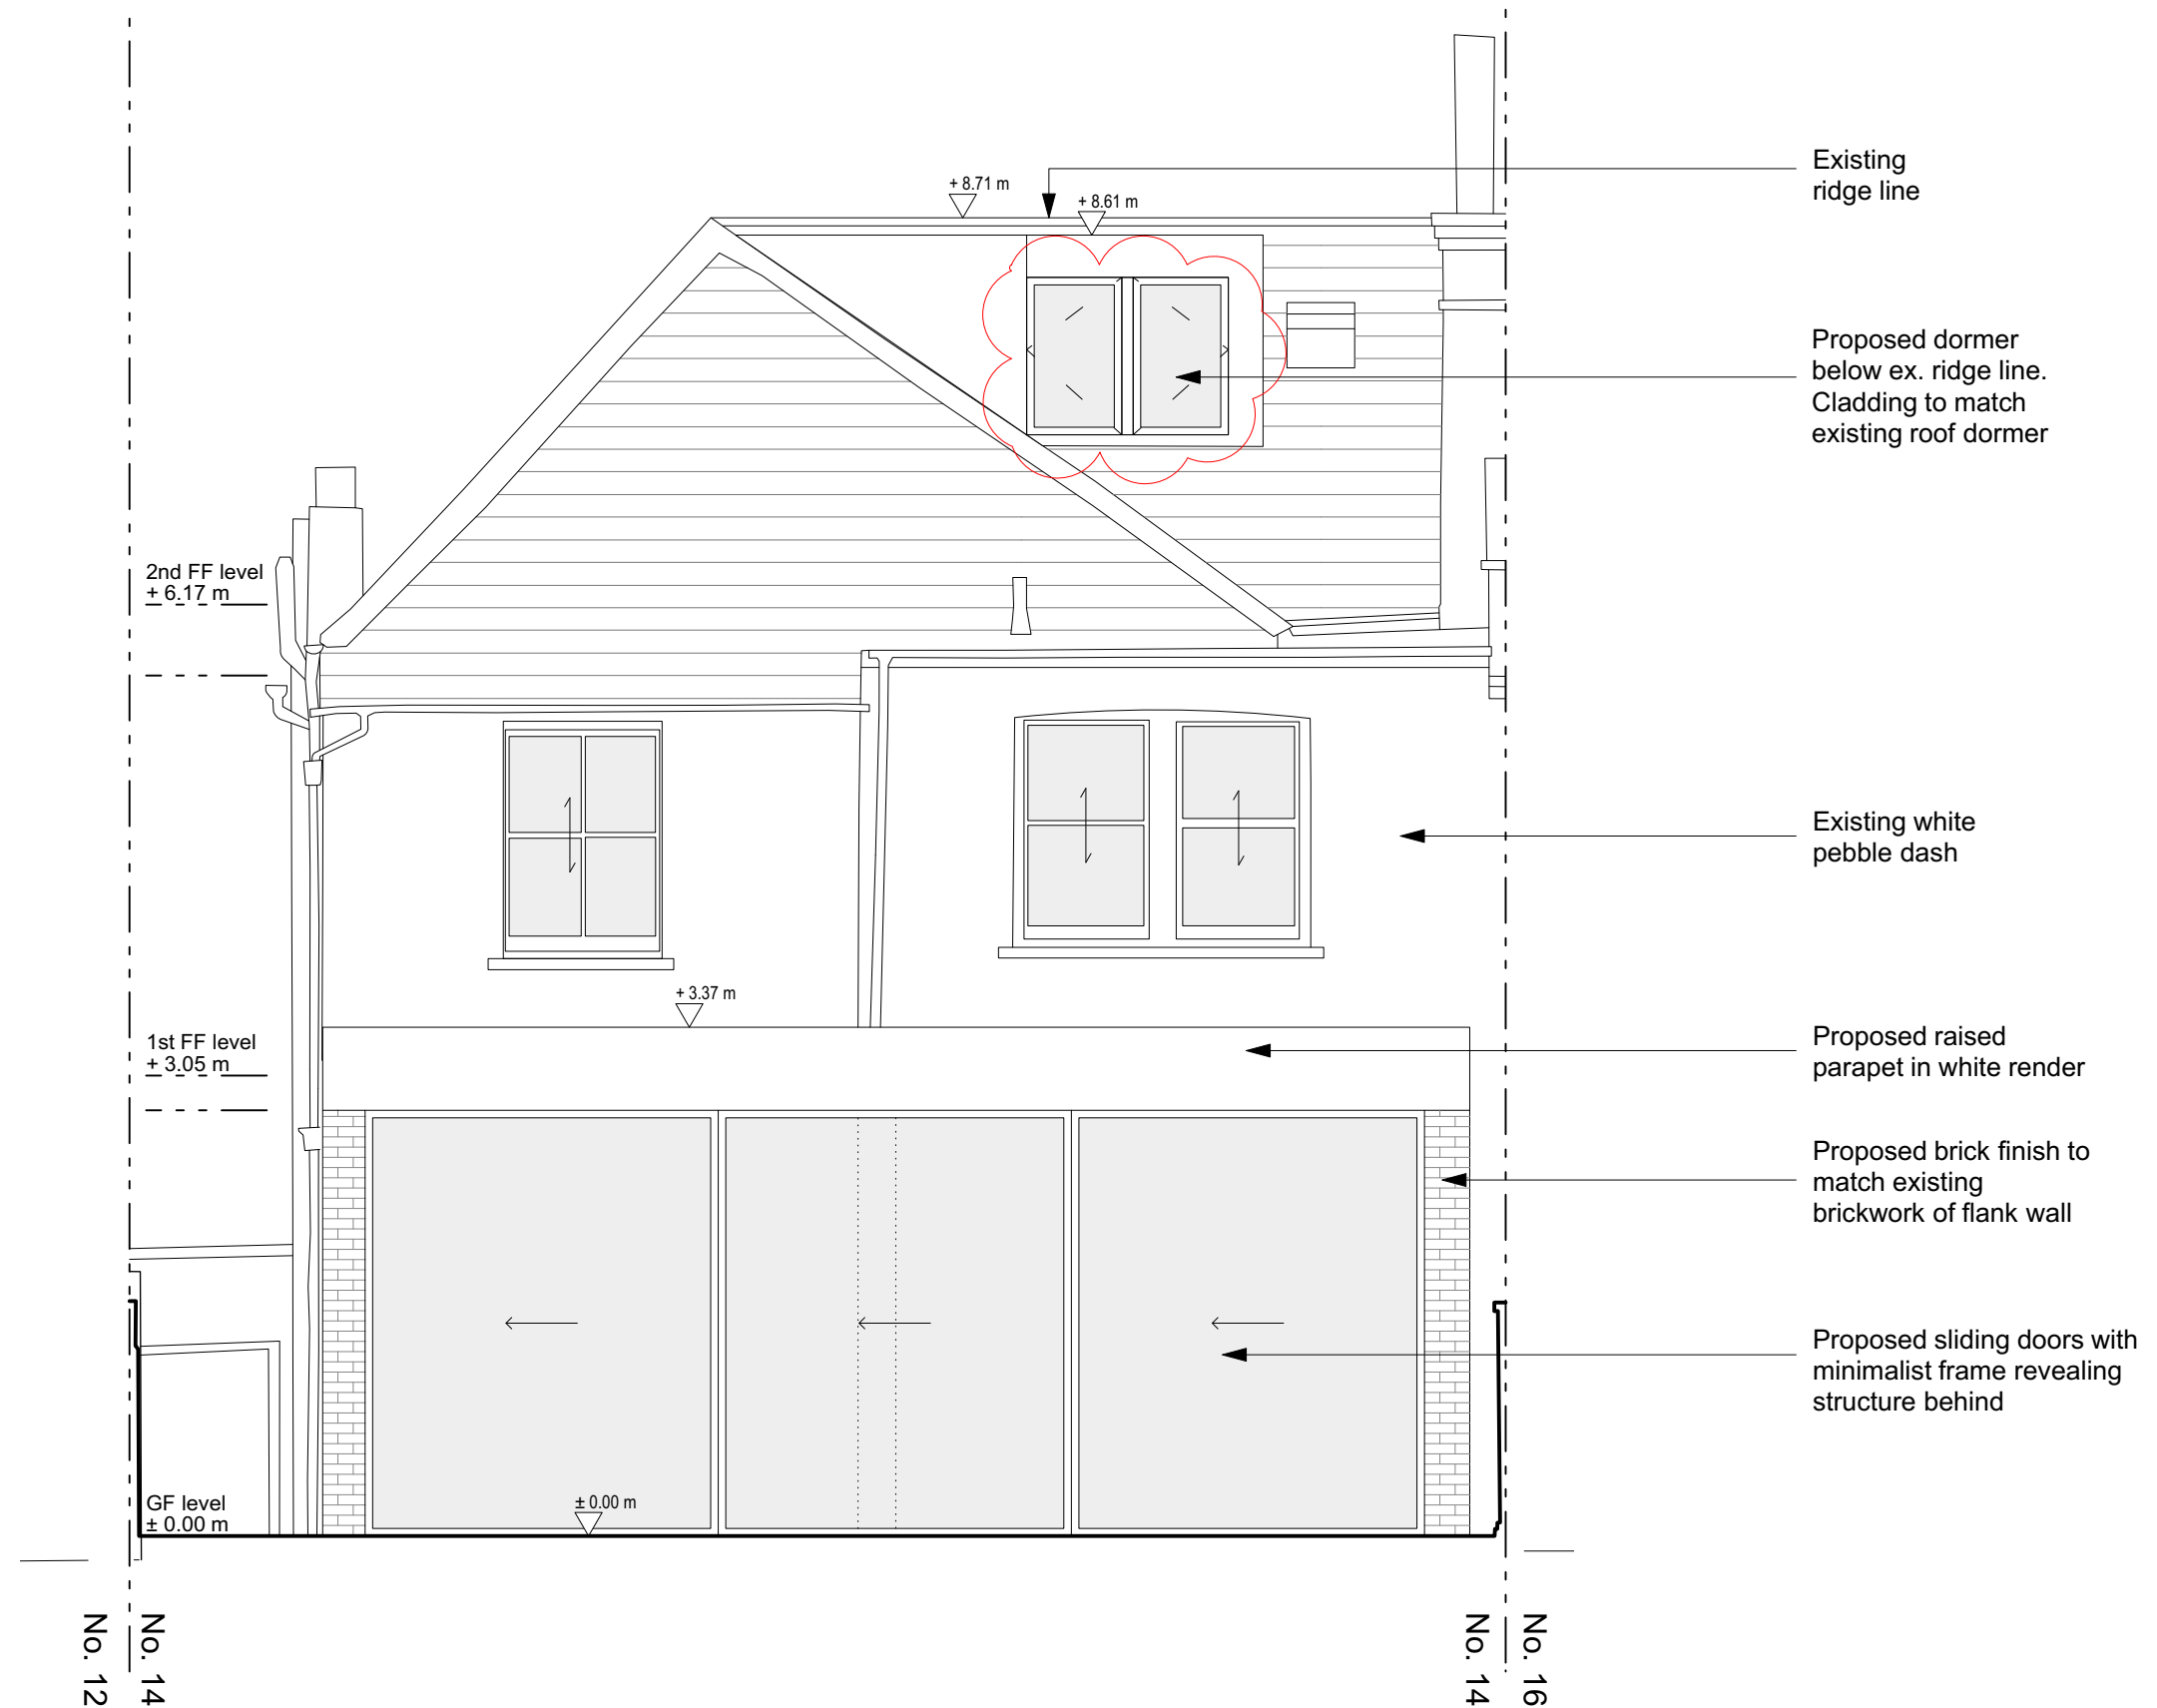 + 8.71 m
+ 8.61 m
Existing
ridge line
Proposed dormer
below ex. ridge line.
Cladding to match
existing roof dormer
2nd FF level
+ 6.17 m
Existing white
pebble dash
+ 3.37 m
1st FF level
+ 3.05 m
Proposed raised
parapet in white render
Proposed brick finish to
match existing
brickwork of flank wall
Proposed sliding doors with
minimalist frame revealing
structure behind
GF level
± 0.00 m
± 0.00 m
No. 12
No. 14
No. 14
No. 16